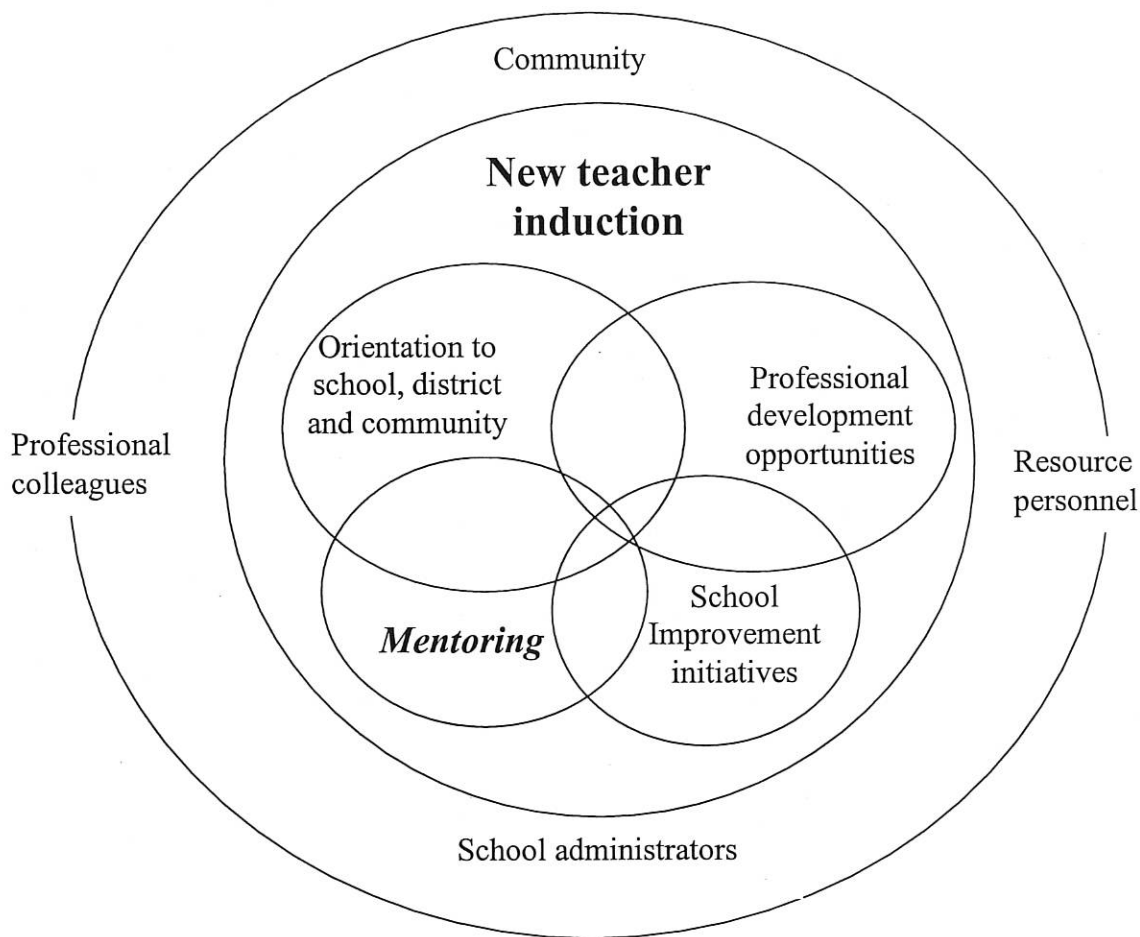 Community
New teacher
induction
Orientation to
school, district
and community
Professional
development
opportunities
Professional
colleagues
Resource
personnel
Mentoring
School
Improvement
initiatives
School administrators